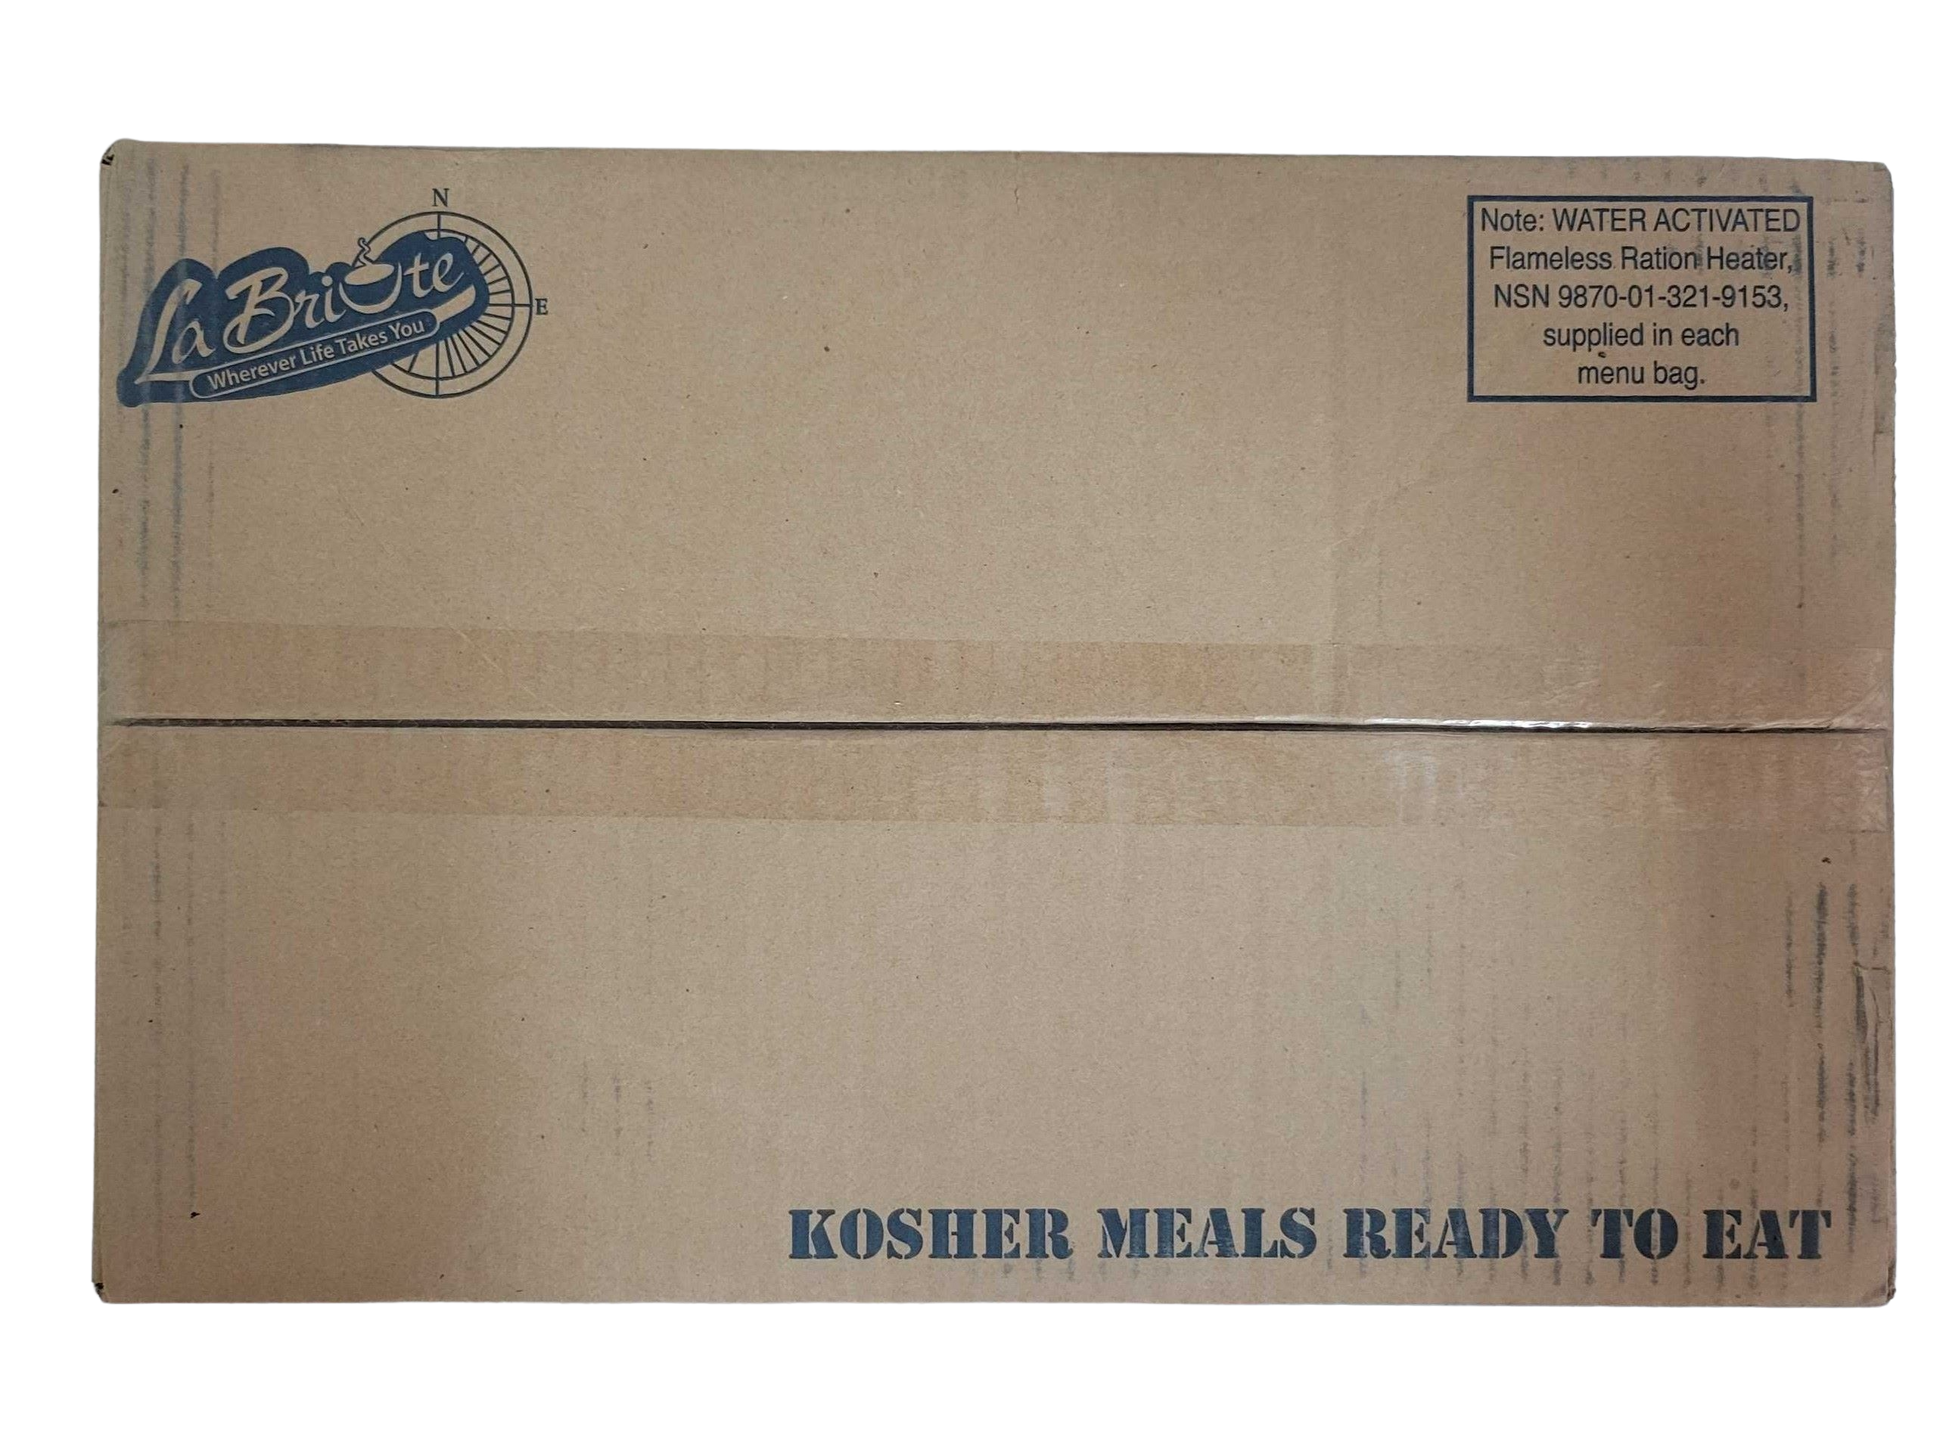 N
E
La Briute
Wherever Life Takes You
Note: WATER ACTIVATED
Flameless Ration Heater,
NSN 9870-01-321-9153,
supplied in each
menu bag.
KOSHER MEALS READY TO EAT